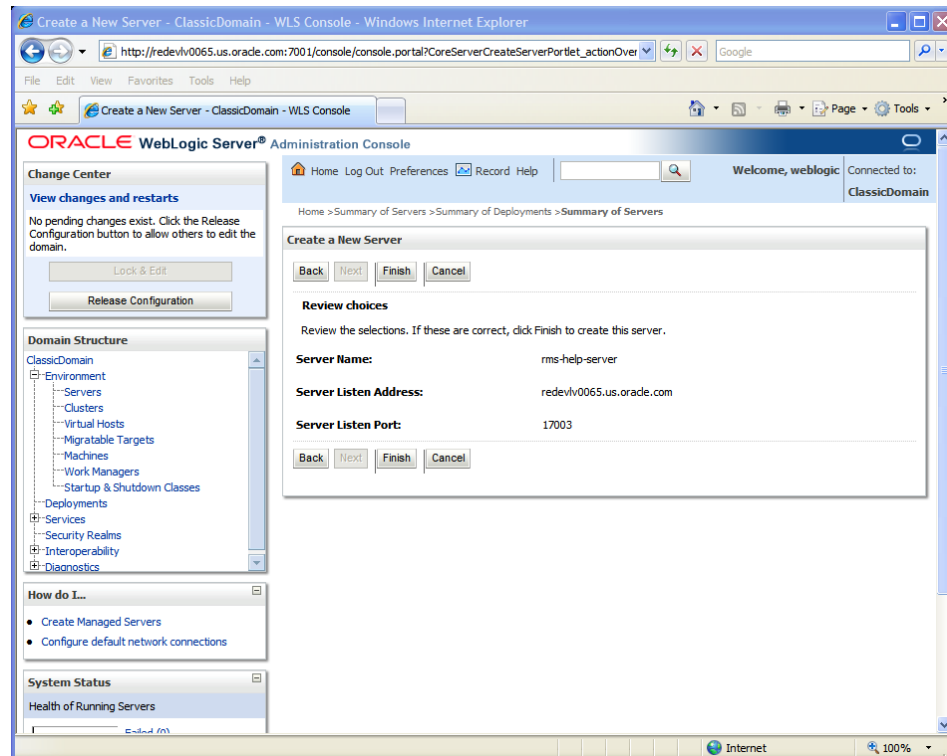 Create a New Server - ClassicDomain - WLS Console - Windows Internet Explorer
http://redevlv0065.us.oracle.com:7001/console/console.portal?CoreServerCreateServerPortlet_actionOver
Google
File Edit View Favorites Tools Help
Create a New Server - ClassicDomain - WLS Console
Page Tools
ORACLE WebLogic Server® Administration Console
Change Center
View changes and restarts
No pending changes exist. Click the Release
Configuration button to allow others to edit the
domain.
Lock & Edit
Release Configuration
Domain Structure
ClassicDomain
Environment
Servers
Clusters
Virtual Hosts
Migratable Targets
Machines
Work Managers
Startup & Shutdown Classes
Deployments
Services
Security Realms
Interoperability
Diagnostics
How do I...
Create Managed Servers
Configure default network connections
System Status
Health of Running Servers
Failed (0)
Home Log Out Preferences Record Help
Welcome, weblogic
Connected to:
ClassicDomain
Home >Summary of Servers >Summary of Deployments >Summary of Servers
Create a New Server
Back Next Finish Cancel
Review choices
Review the selections. If these are correct, click Finish to create this server.
Server Name: rms-help-server
Server Listen Address: redevlv0065.us.oracle.com
Server Listen Port: 17003
Back Next Finish Cancel
Internet 100%